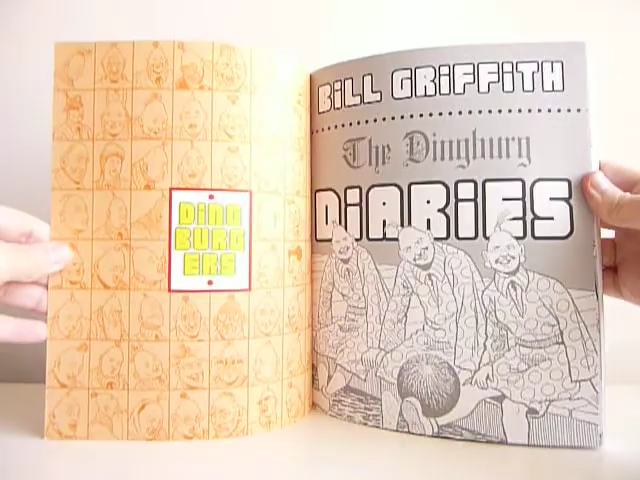 DiNG
BURG
ERS
BiLL GRiFFiTH
The Dingburg
DiARiES